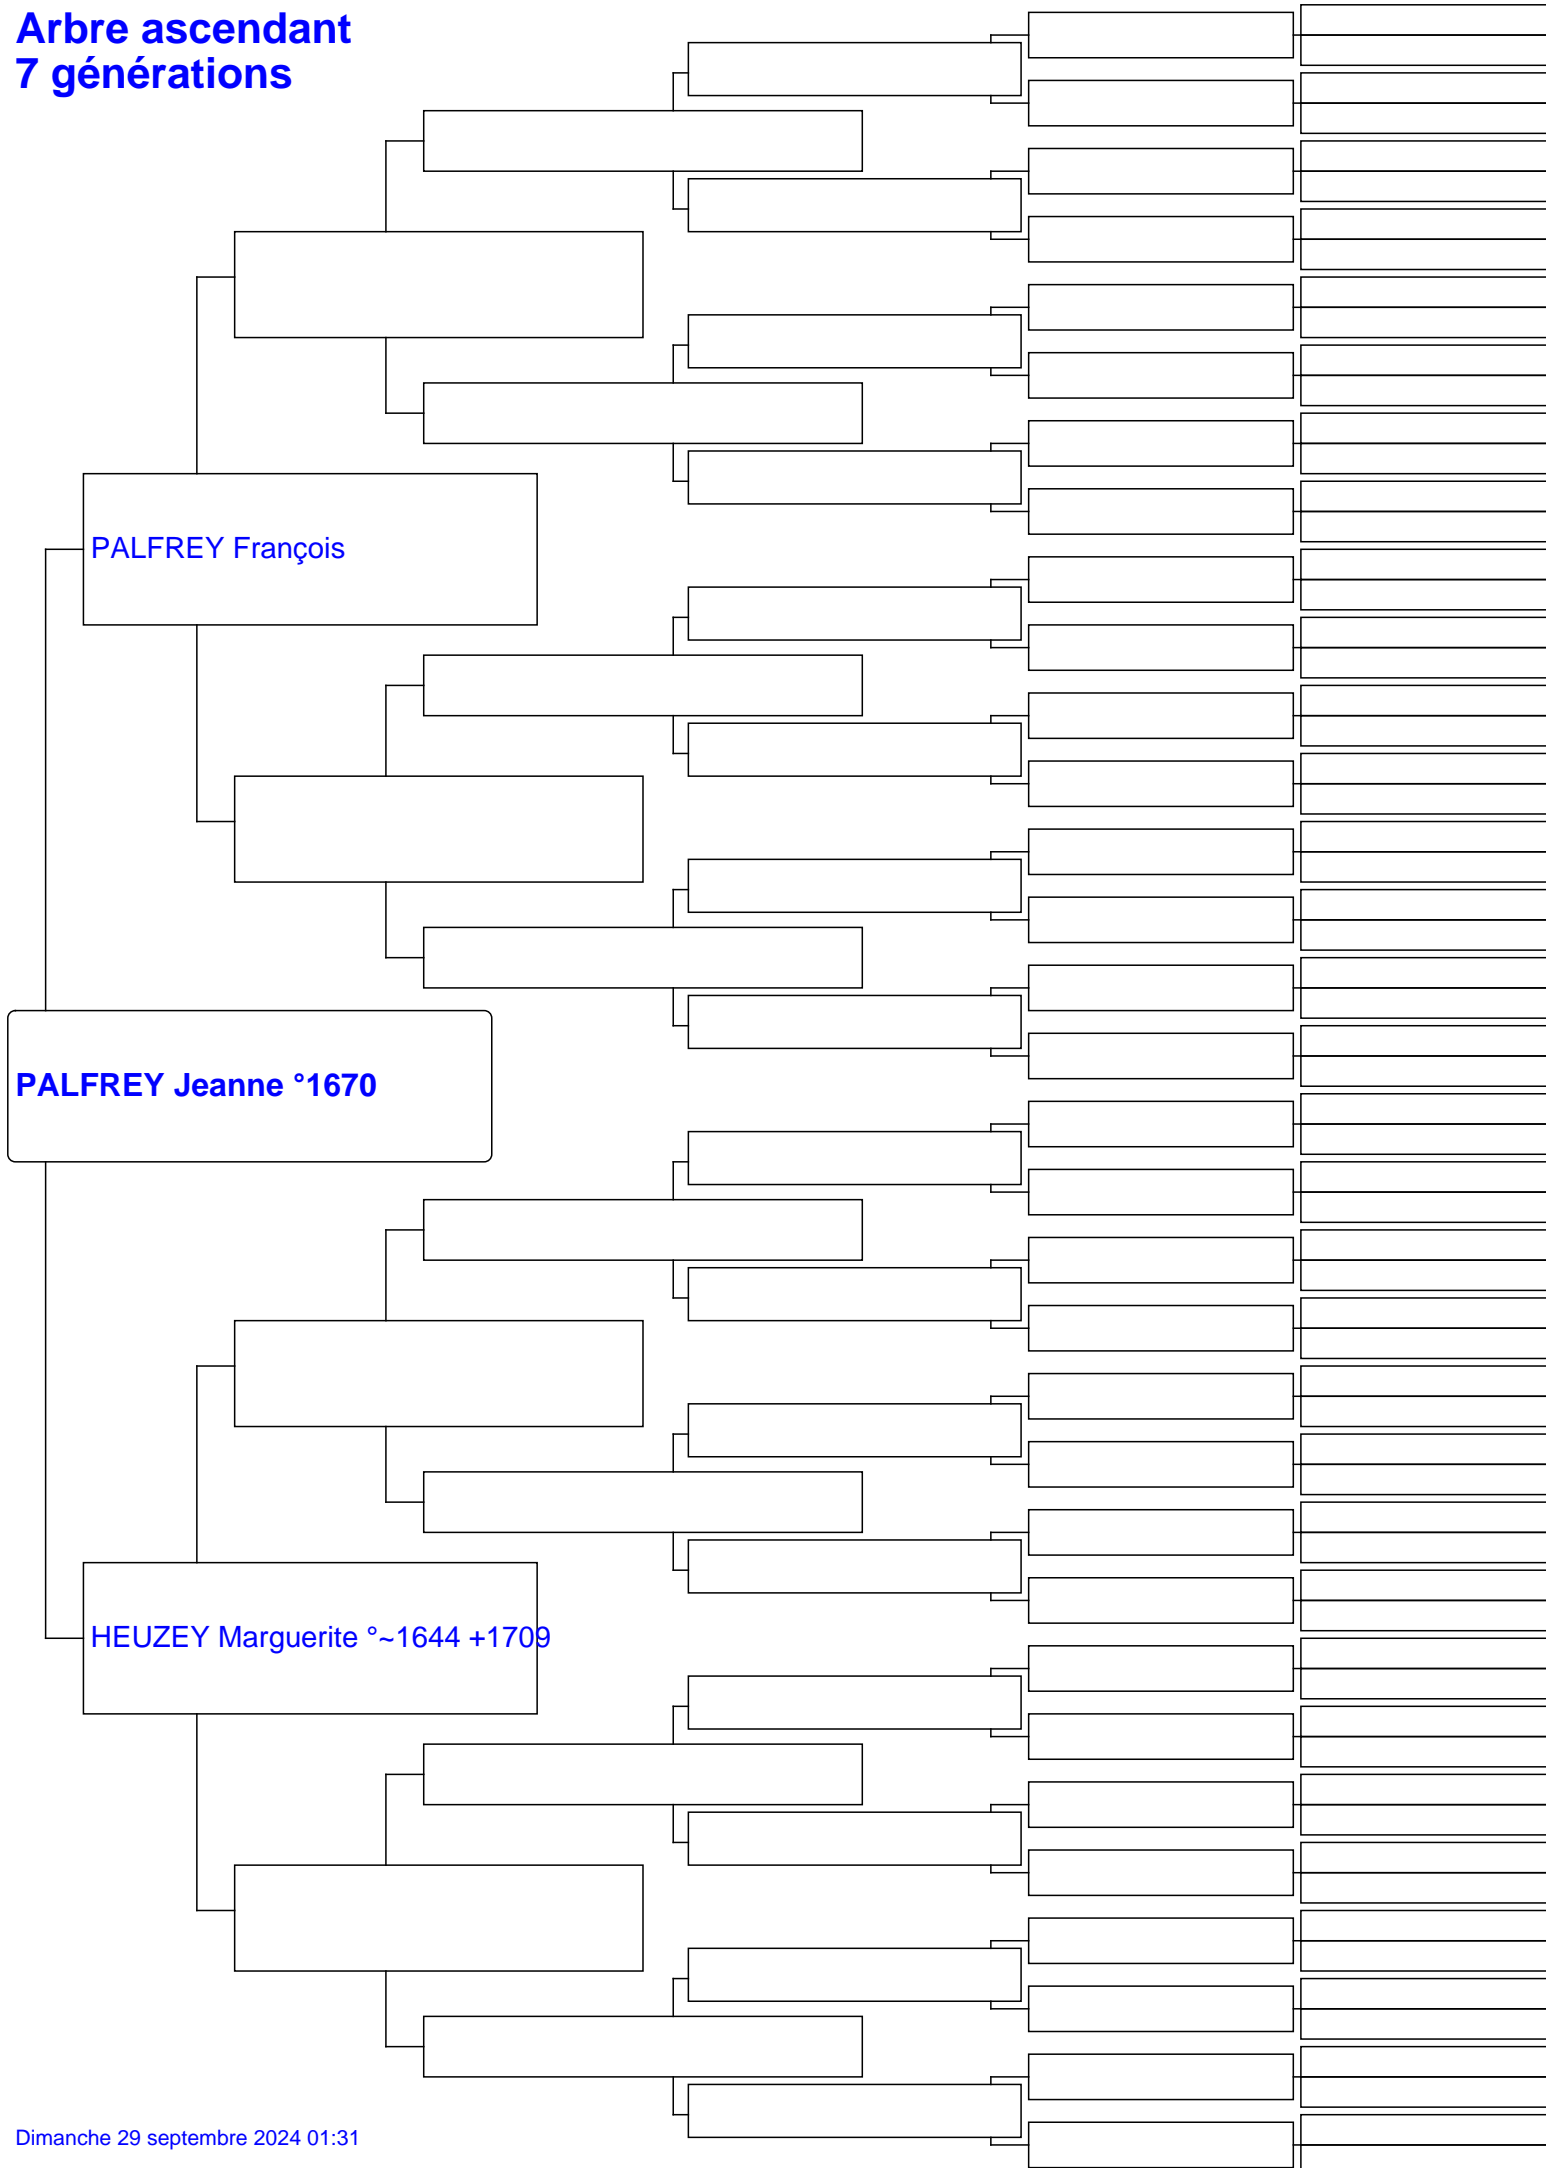 Arbre ascendant
7 générations
PALFREY François
PALFREY Jeanne °1670
HEUZEY Marguerite °~1644 +1709
Dimanche 29 septembre 2024 01:31